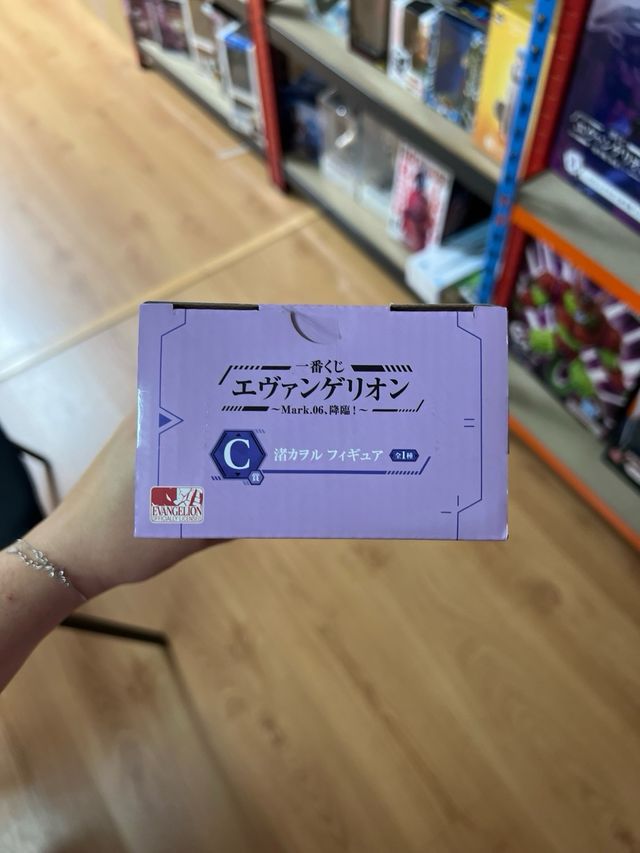 一番くじ
エヴァンゲリオン
～Mark.06、降臨！～
C
賞
渚カヲル フィギュア 全1種
EVANGELION